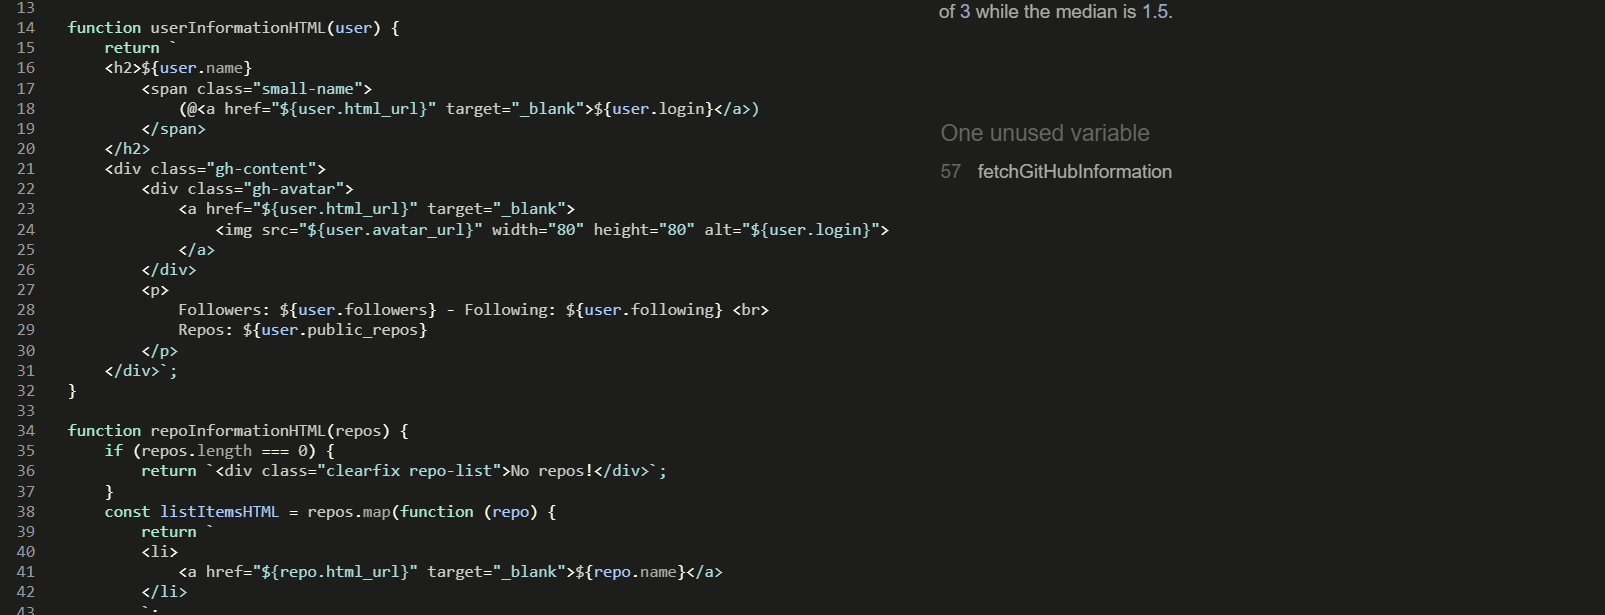 13
14 function userInformationHTML(user) {
15 return `
16 <h2>${user.name}
17 <span class="small-name">
18 (@<a href="${user.html_url}" target="_blank">${user.login}</a>)
19 </span>
20 </h2>
21 <div class="gh-content">
22 <div class="gh-avatar">
23 <a href="${user.html_url}" target="_blank">
24 <img src="${user.avatar_url}" width="80" height="80" alt="${user.login}">
25 </a>
26 </div>
27 <p>
28 Followers: ${user.followers} - Following: ${user.following} <br>
29 Repos: ${user.public_repos}
30 </p>
31 </div>`;
32 }
33
34 function repoInformationHTML(repos) {
35 if (repos.length === 0) {
36 return `<div class="clearfix repo-list">No repos!</div>`;
37 }
38 const listItemsHTML = repos.map(function (repo) {
39 return `
40 <li>
41 <a href="${repo.html_url}" target="_blank">${repo.name}</a>
42 </li>
43 `;
of 3 while the median is 1.5.
One unused variable
57 fetchGitHubInformation